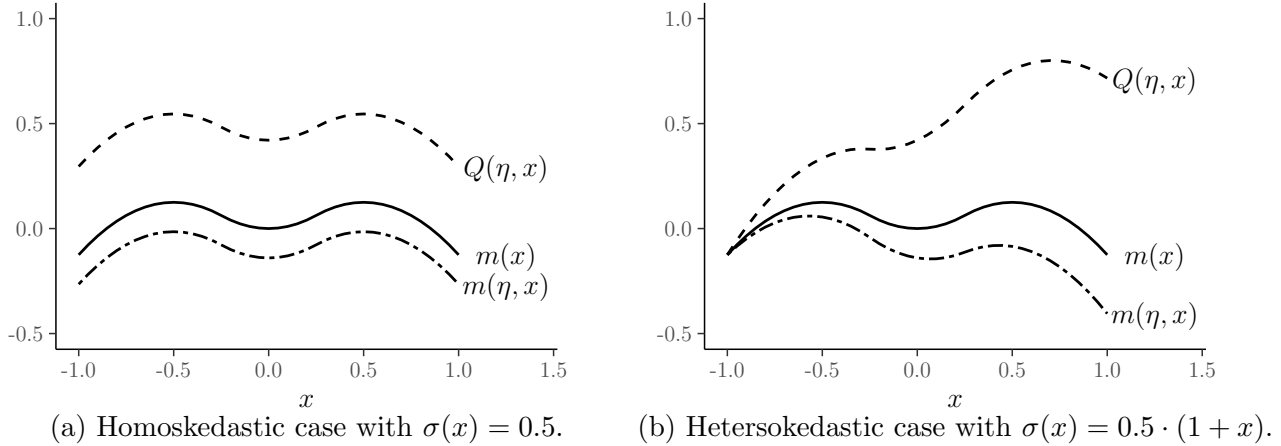 1.0
0.5
0.0
-0.5
-1.0 -0.5 0.0 0.5 1.0 1.5
x
Q(η, x)
m(x)
m(η, x)
(a) Homoskedastic case with σ(x) = 0.5.
1.0
0.5
0.0
-0.5
-1.0 -0.5 0.0 0.5 1.0 1.5
x
Q(η, x)
m(x)
m(η, x)
(b) Hetersokedastic case with σ(x) = 0.5 · (1 + x).